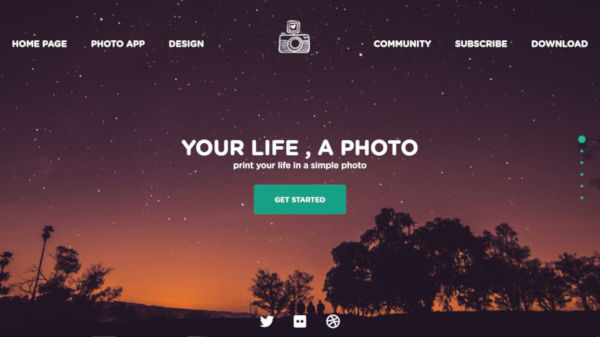 HOME PAGE PHOTO APP DESIGN COMMUNITY SUBSCRIBE DOWNLOAD
YOUR LIFE , A PHOTO
print your life in a simple photo
GET STARTED